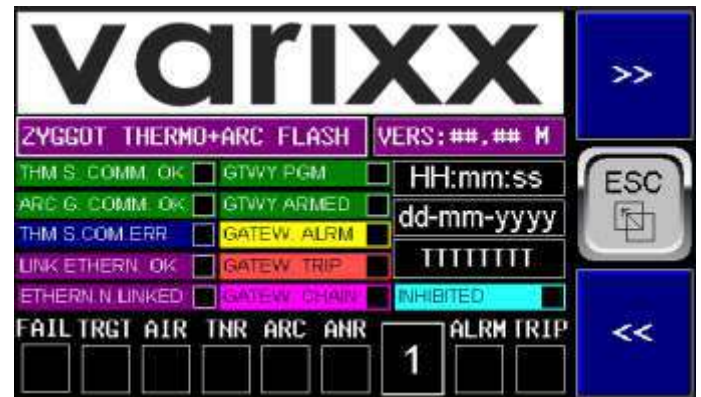 varixx
>>
ZYGGOT THERMO+ARC FLASH VERS:##.## M
THM S. COMM. OK GTWY PGM HH:mm:ss
ESC
ARC G. COMM. OK GTWY ARMED dd-mm-yyyy
THM S.COM.ERR GATEW. ALRM
LINK ETHERN. OK GATEW. TRIP TTTTTTTT
ETHERN.N.LINKED GATEW. CHAIN INHIBITED
FAIL TRGT AIR TNR ARC ANR ALRM TRIP
1
<<